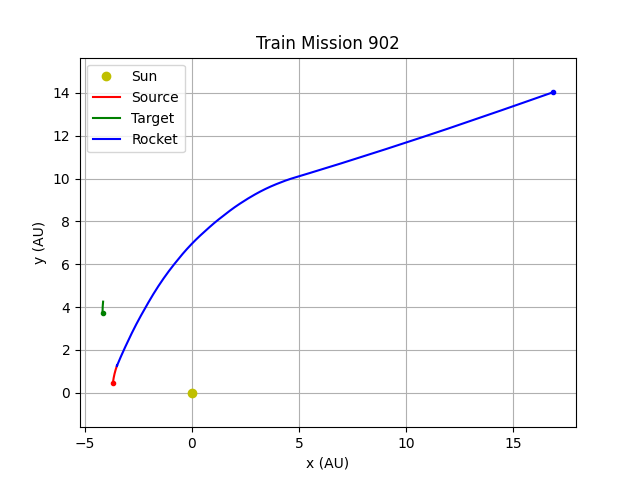 Train Mission 902
Sun
Source
Target
Rocket
14
12
10
8
6
4
2
0
y (AU)
−5
0
5
10
15
x (AU)